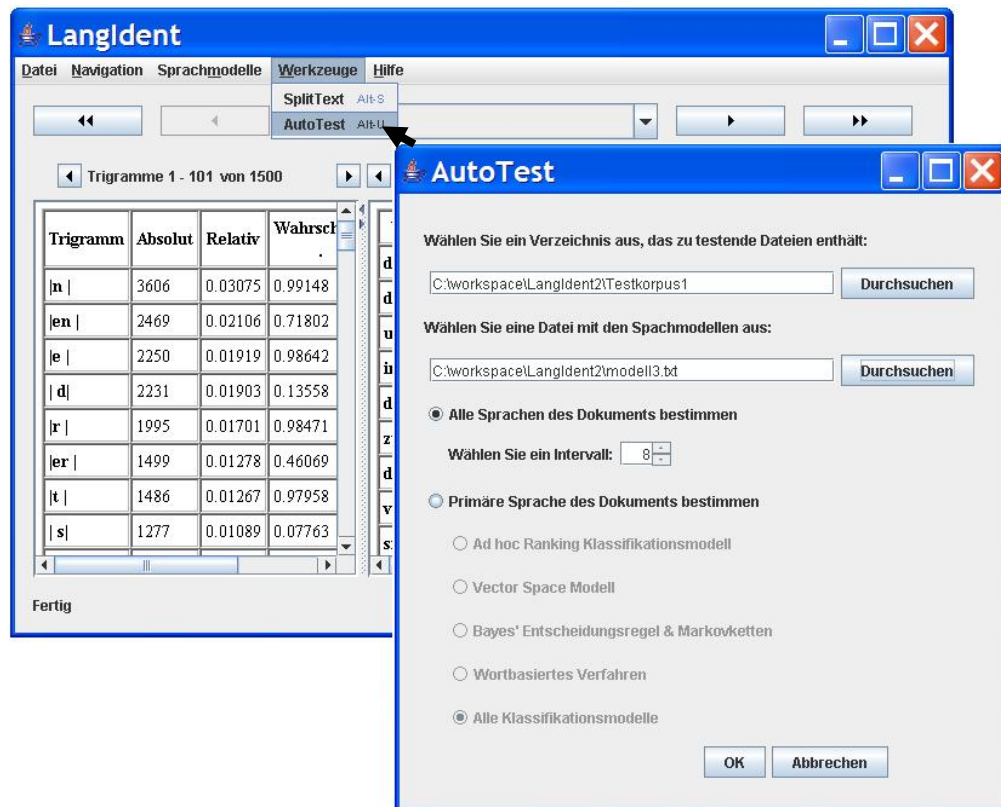 LangIdent
Datei Navigation Sprachmodelle Werkzeuge Hilfe
SplitText Alt-S
AutoTest Alt-U
Trigramme 1 - 101 von 1500
Trigramm Absolut Relativ Wahrsch
.
|n | 3606 0.03075 0.99148
|en | 2469 0.02106 0.71802
|e | 2250 0.01919 0.98642
| d| 2231 0.01903 0.13558
|r | 1995 0.01701 0.98471
|er | 1499 0.01278 0.46069
|t | 1486 0.01267 0.97958
| s| 1277 0.01089 0.07763
Fertig
AutoTest
Wählen Sie ein Verzeichnis aus, das zu testende Dateien enthält:
C:\workspace\LangIdent2\Testkorpus1 Durchsuchen
Wählen Sie eine Datei mit den Spachmodellen aus:
C:\workspace\LangIdent2\modell3.txt Durchsuchen
Alle Sprachen des Dokuments bestimmen
Wählen Sie ein Intervall: 8
Primäre Sprache des Dokuments bestimmen
Ad hoc Ranking Klassifikationsmodell
Vector Space Modell
Bayes' Entscheidungsregel & Markovketten
Wortbasiertes Verfahren
Alle Klassifikationsmodelle
OK Abbrechen